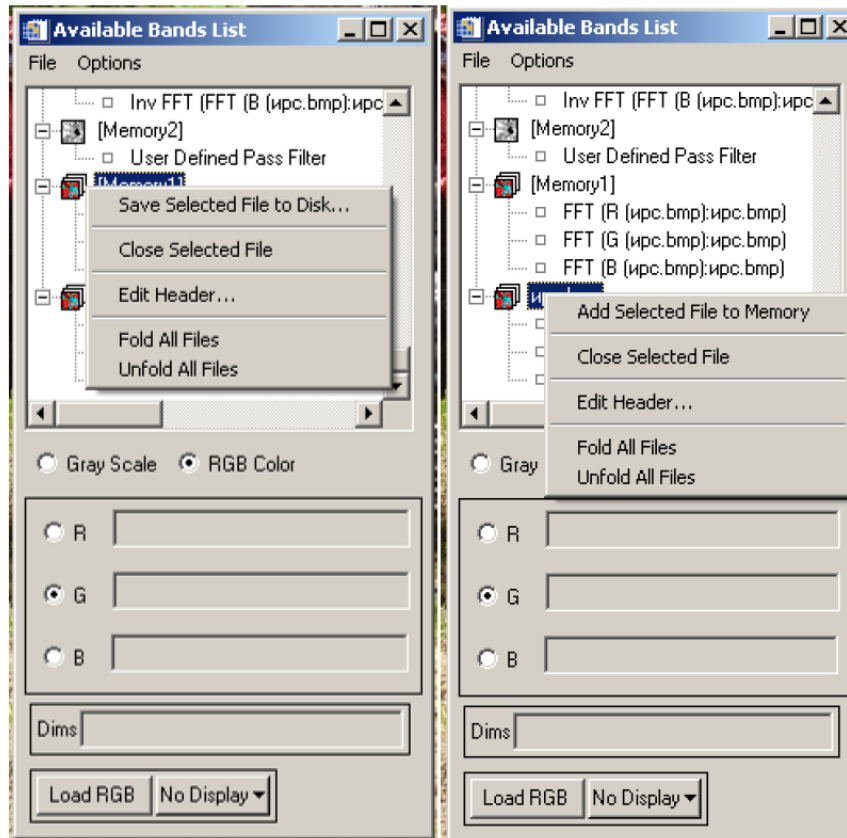 Available Bands List
File Options
Inv FFT (FFT (B (ирс.bmp):ирс
[Memory2]
User Defined Pass Filter
[Memory1]
Save Selected File to Disk...
Close Selected File
Edit Header...
Fold All Files
Unfold All Files
Gray Scale RGB Color
R
G
B
Dims
Load RGB No Display
Available Bands List
File Options
Inv FFT (FFT (B (ирс.bmp):ирс
[Memory2]
User Defined Pass Filter
[Memory1]
FFT (R (ирс.bmp):ирс.bmp)
FFT (G (ирс.bmp):ирс.bmp)
FFT (B (ирс.bmp):ирс.bmp)
Add Selected File to Memory
Close Selected File
Edit Header...
Fold All Files
Unfold All Files
Gray
R
G
B
Dims
Load RGB No Display